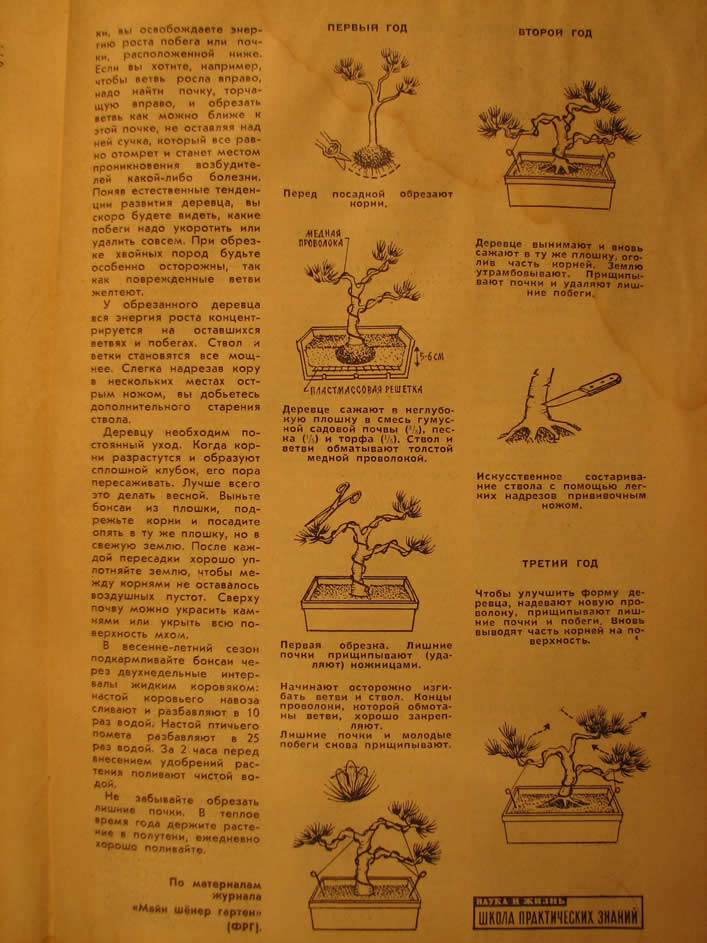 ки, вы освобождаете энер-
гию роста побега или поч-
ки, расположенной ниже.
Если вы хотите, например,
чтобы ветвь росла вправо,
надо найти почку, торча-
щую вправо, и обрезать
ветвь как можно ближе к
этой почке, не оставляя над
ней сучка, который все рав-
но отомрет и станет местом
проникновения возбудите-
лей какой-либо болезни.
Поняв естественные тенден-
ции развития деревца, вы
скоро будете видеть, какие
побеги надо укоротить или
удалить совсем. При обрез-
ке хвойных пород будьте
особенно осторожны, так
как поврежденные ветви
желтеют.
У обрезанного деревца
вся энергия роста концент-
рируется на оставшихся
ветвях и побегах. Ствол и
ветки становятся все мощ-
нее. Слегка надрезав кору
в нескольких местах ост-
рым ножом, вы добьетесь
дополнительного старения
ствола.
Деревцу необходим по-
стоянный уход. Когда кор-
ни разрастутся и образуют
сплошной клубок, его пора
пересаживать. Лучше всего
это делать весной. Выньте
бонсаи из плошки, под-
режьте корни и посадите
опять в ту же плошку, но в
свежую землю. После каж-
дой пересадки хорошо уп-
лотняйте землю, чтобы ме-
жду корнями не оставалось
воздушных пустот. Сверху
почву можно украсить кам-
нями или укрыть всю по-
верхность мхом.
В весенне-летний сезон
подкармливайте бонсаи че-
рез двухнедельные интер-
валы жидким коровяком:
настой коровьего навоза
сливают и разбавляют в 10
раз водой. Настой птичьего
помета разбавляют в 25
раз водой. За 2 часа перед
внесением удобрений рас-
тения поливают чистой во-
дой.
Не забывайте обрезать
лишние почки. В теплое
время года держите расте-
ние в полутени, ежедневно
хорошо поливайте.
По материалам
журнала
«Майн шёнер гартен»
(ФРГ).
ПЕРВЫЙ ГОД
Перед посадкой обрезают
корни.
МЕДНАЯ
ПРОВОЛОКА
5-6 СМ
ПЛАСТМАССОВАЯ РЕШЕТКА
Деревце сажают в неглубо-
кую плошку в смесь гумус-
ной садовой почвы (⅓), пес-
ка (⅓) и торфа (⅓). Ствол и
ветви обматывают толстой
медной проволокой.
Первая обрезка. Лишние
почки прищипывают (уда-
ляют) ножницами.
Начинают осторожно изги-
бать ветви и ствол. Концы
проволоки, которой обмота-
ны ветви, хорошо закреп-
ляют.
Лишние почки и молодые
побеги снова прищипывают.
ВТОРОЙ ГОД
Деревце вынимают и вновь
сажают в ту же плошку, ого-
лив часть корней. Землю
утрамбовывают. Прищипы-
вают почки и удаляют лиш-
ние побеги.
Искусственное состарива-
ние ствола с помощью лег-
ких надрезов прививочным
ножом.
ТРЕТИЙ ГОД
Чтобы улучшить форму де-
ревца, надевают новую про-
волоку, прищипывают лиш-
ние почки и побеги. Вновь
выводят часть корней на по-
верхность.
НАУКА И ЖИЗНЬ
ШКОЛА ПРАКТИЧЕСКИХ ЗНАНИЙ